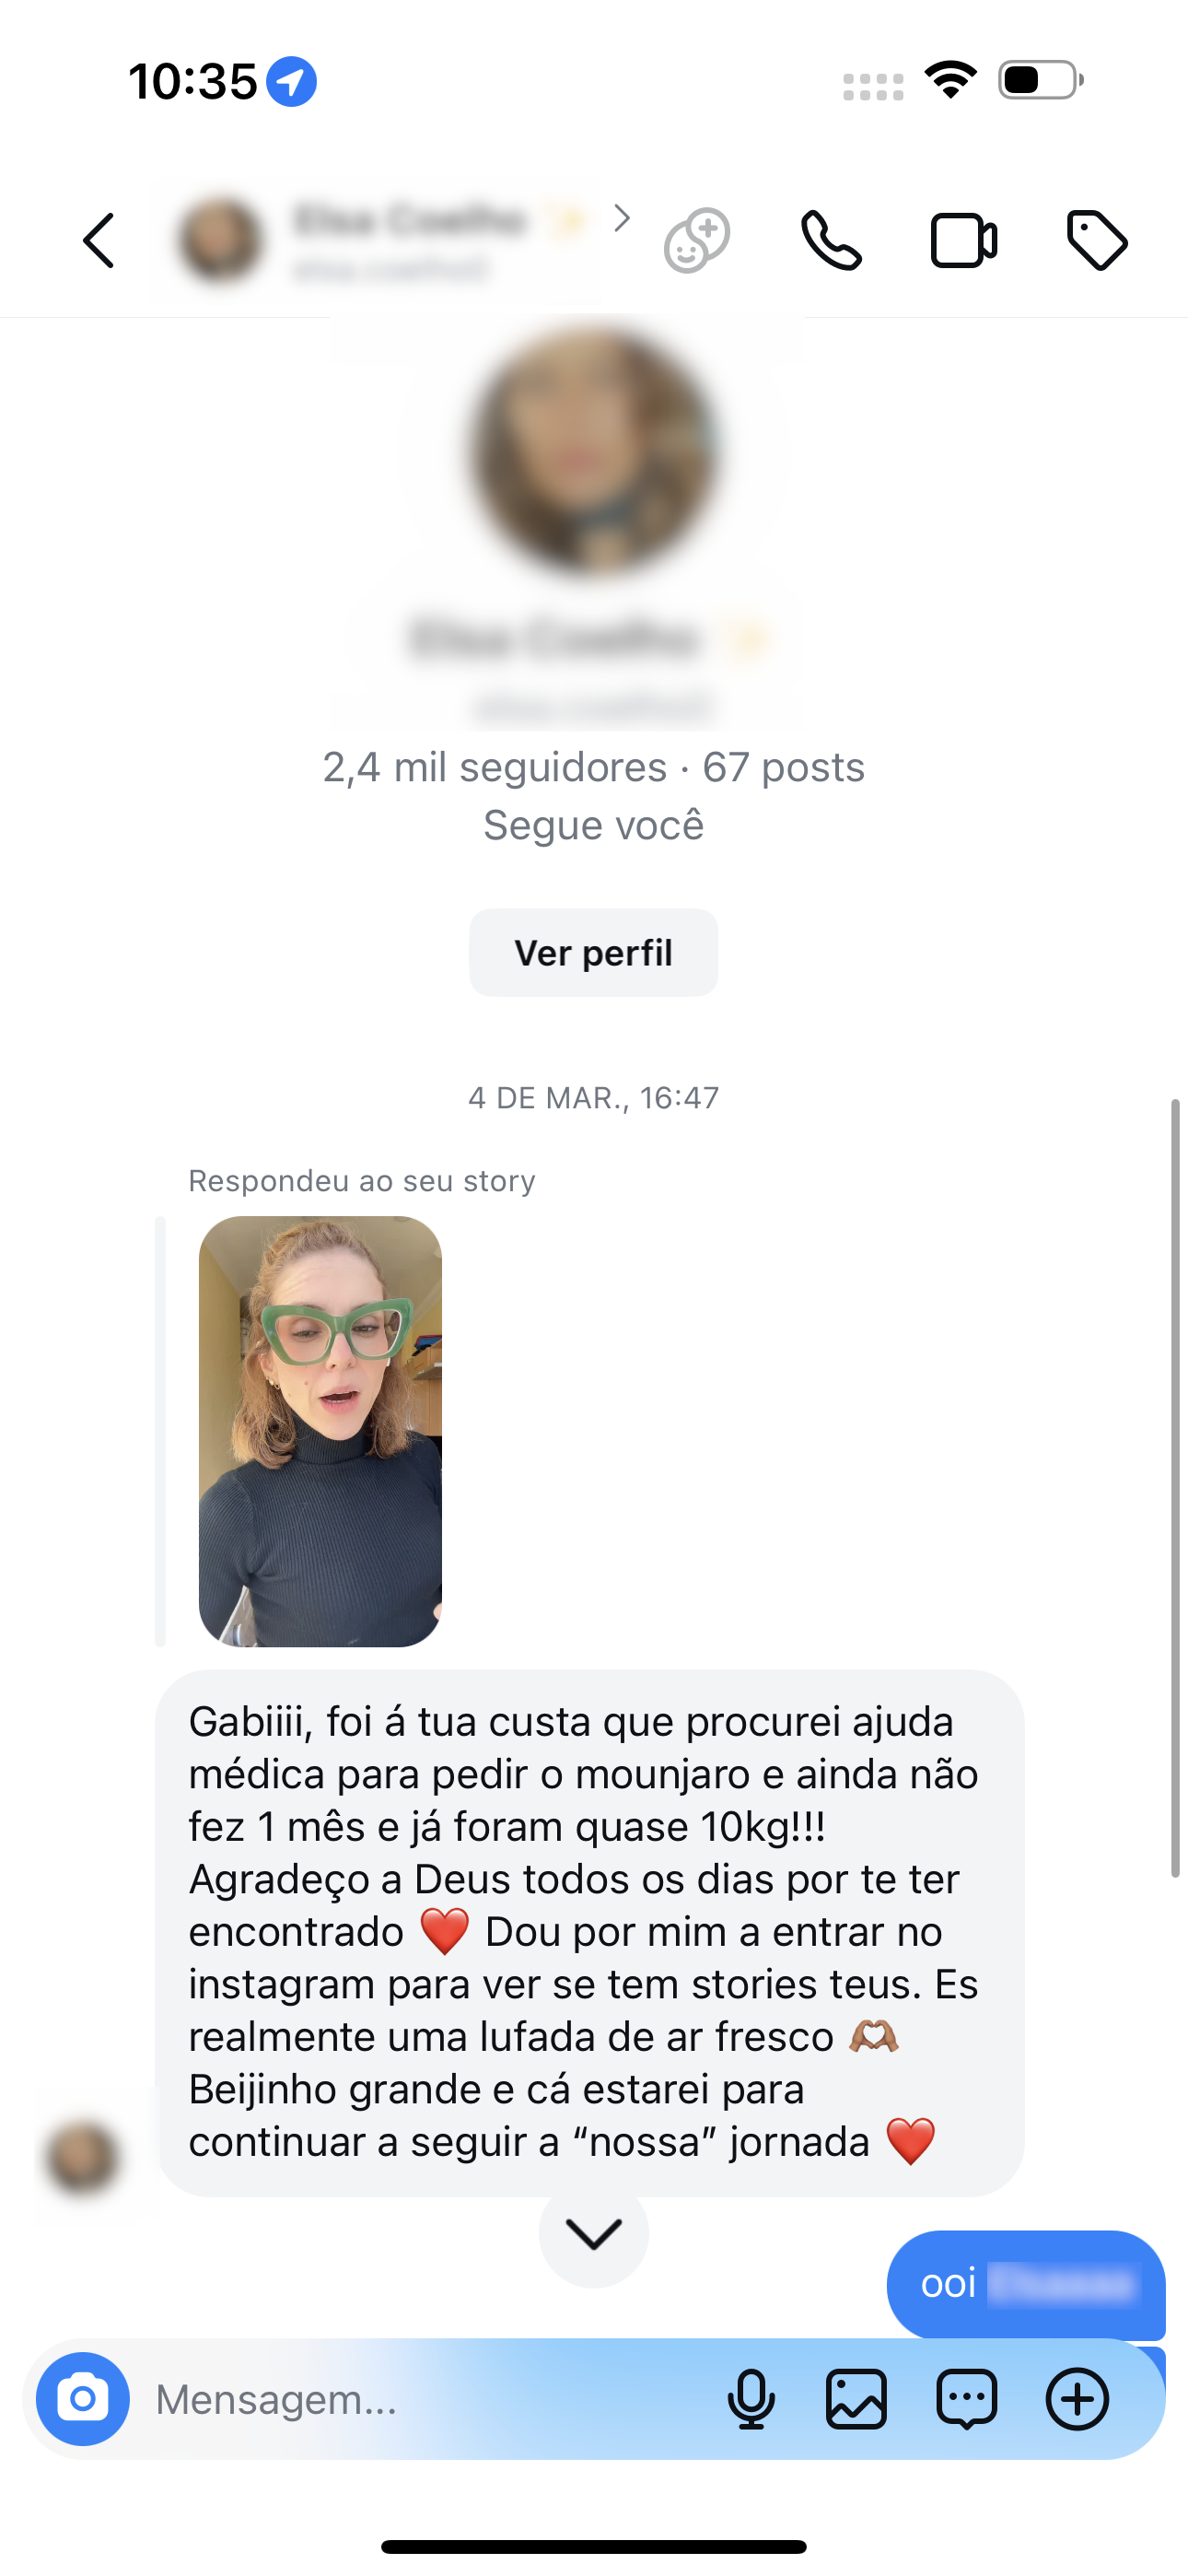 10:35
2,4 mil seguidores · 67 posts
Segue você
Ver perfil
4 DE MAR., 16:47
Respondeu ao seu story
Gabiiii, foi á tua custa que procurei ajuda
médica para pedir o mounjaro e ainda não
fez 1 mês e já foram quase 10kg!!!
Agradeço a Deus todos os dias por te ter
encontrado ❤️ Dou por mim a entrar no
instagram para ver se tem stories teus. Es
realmente uma lufada de ar fresco 🫶🏽
Beijinho grande e cá estarei para
continuar a seguir a “nossa” jornada ❤️
ooi
Mensagem...